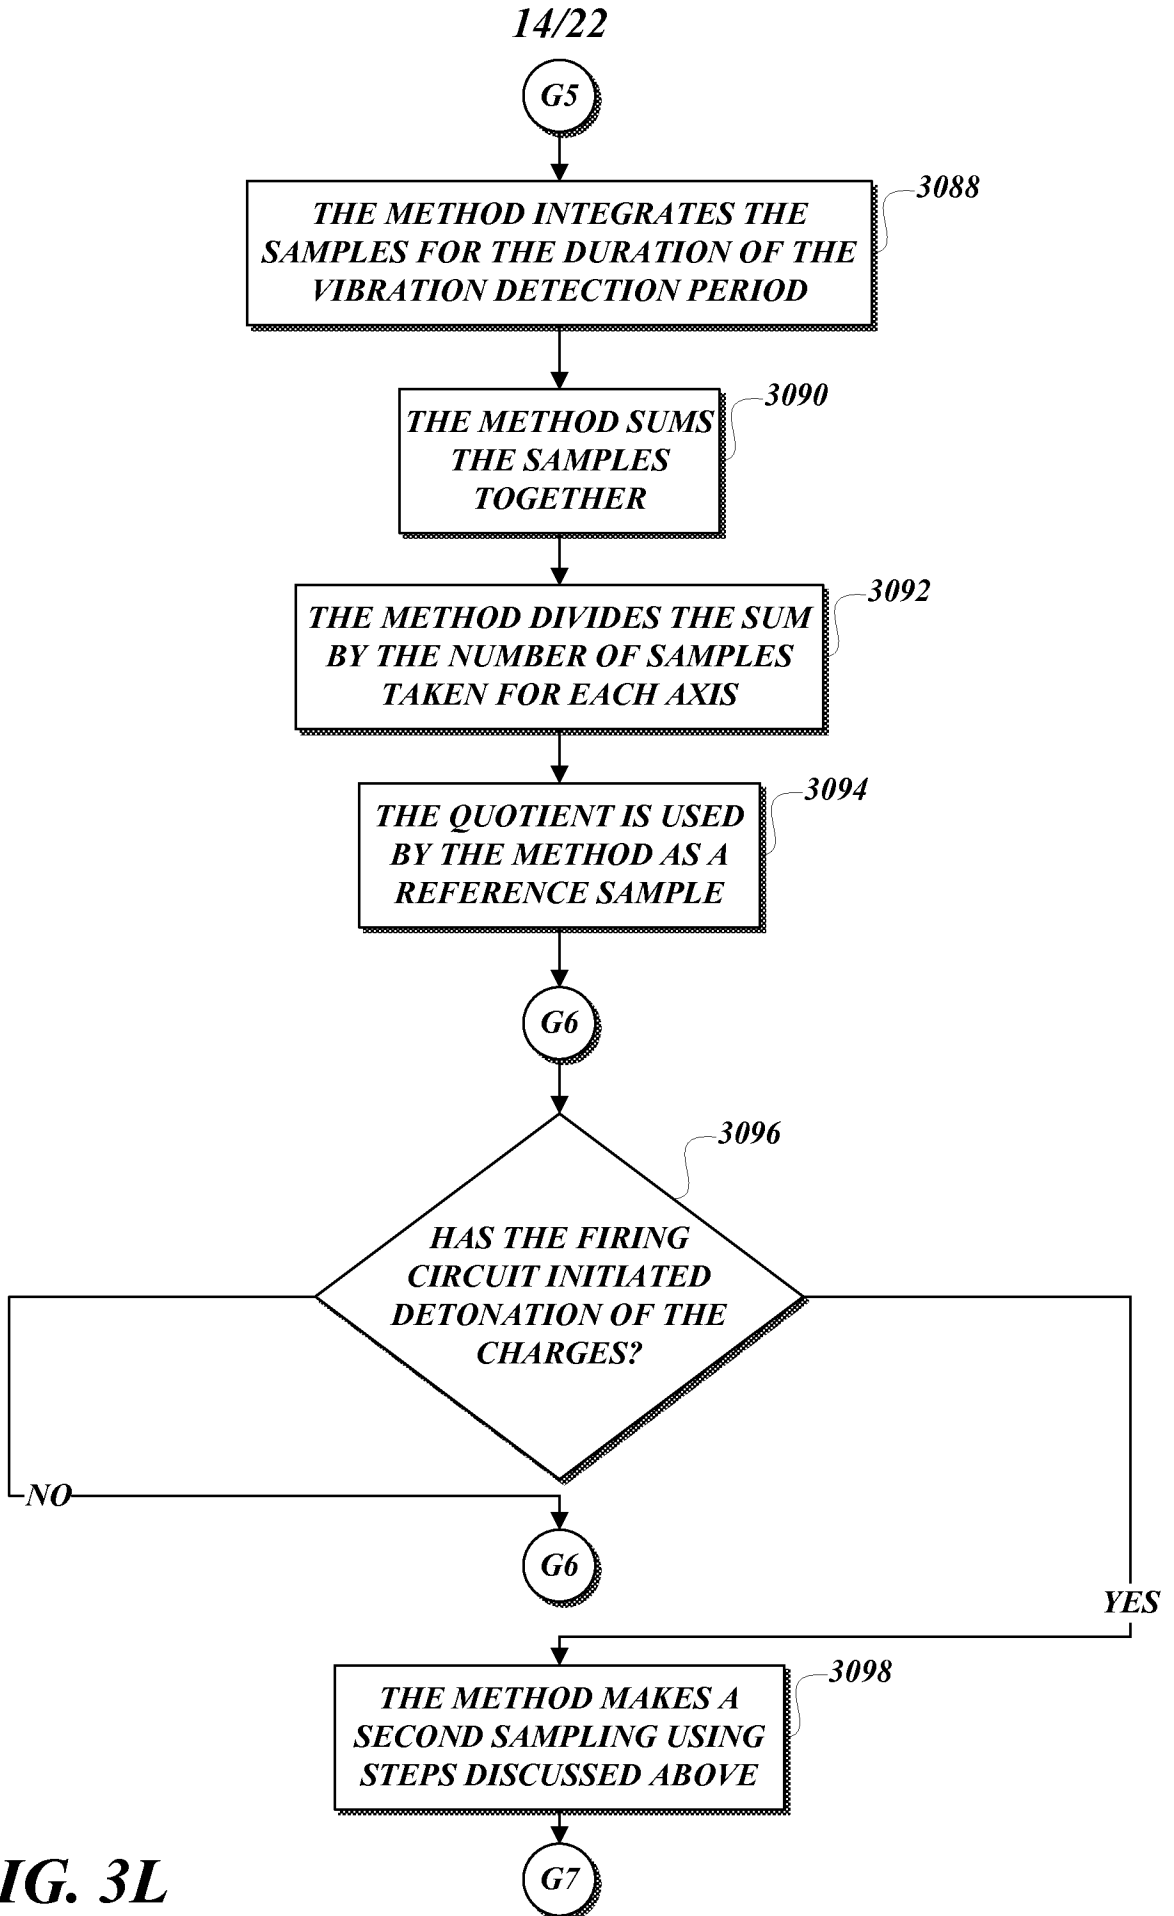 14/22
G5
3088
THE METHOD INTEGRATES THE
SAMPLES FOR THE DURATION OF THE
VIBRATION DETECTION PERIOD
3090
THE METHOD SUMS
THE SAMPLES
TOGETHER
3092
THE METHOD DIVIDES THE SUM
BY THE NUMBER OF SAMPLES
TAKEN FOR EACH AXIS
3094
THE QUOTIENT IS USED
BY THE METHOD AS A
REFERENCE SAMPLE
G6
3096
HAS THE FIRING
CIRCUIT INITIATED
DETONATION OF THE
CHARGES?
NO
G6
YES
3098
THE METHOD MAKES A
SECOND SAMPLING USING
STEPS DISCUSSED ABOVE
G7
IG. 3L